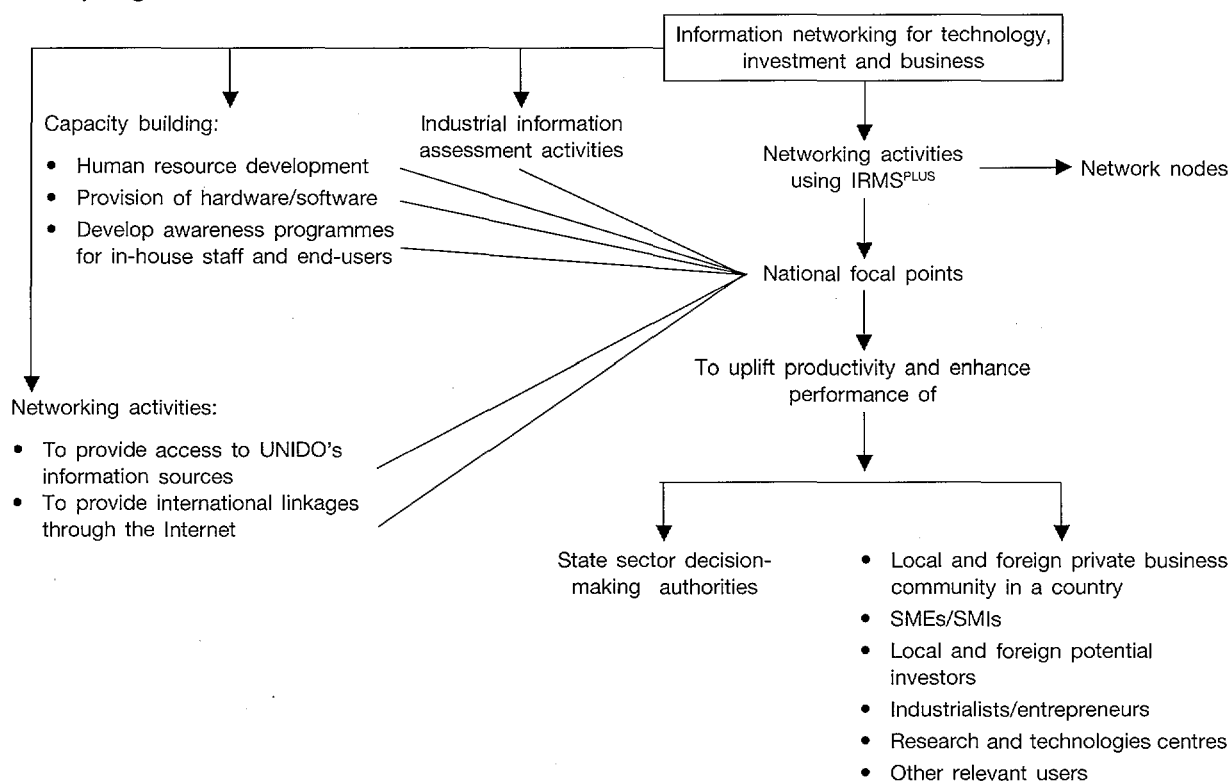 Information networking for technology,
investment and business
Capacity building:
• Human resource development
• Provision of hardware/software
• Develop awareness programmes
for in-house staff and end-users
Industrial information
assessment activities
Networking activities
using IRMSPLUS
Network nodes
National focal points
To uplift productivity and enhance
performance of
Networking activities:
• To provide access to UNIDO's
information sources
• To provide international linkages
through the Internet
State sector decision-
making authorities
• Local and foreign private business
community in a country
• SMEs/SMIs
• Local and foreign potential
investors
• Industrialists/entrepreneurs
• Research and technologies centres
• Other relevant users